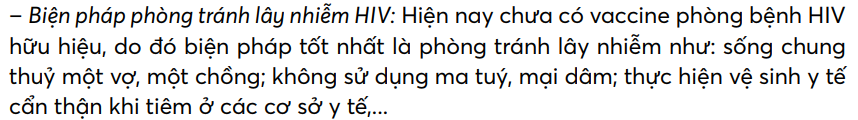 – Biện pháp phòng tránh lây nhiễm HIV: Hiện nay chưa có vaccine phòng bệnh HIV
hữu hiệu, do đó biện pháp tốt nhất là phòng tránh lây nhiễm như: sống chung
thuỷ một vợ, một chồng; không sử dụng ma tuý, mại dâm; thực hiện vệ sinh y tế
cẩn thận khi tiêm ở các cơ sở y tế,...